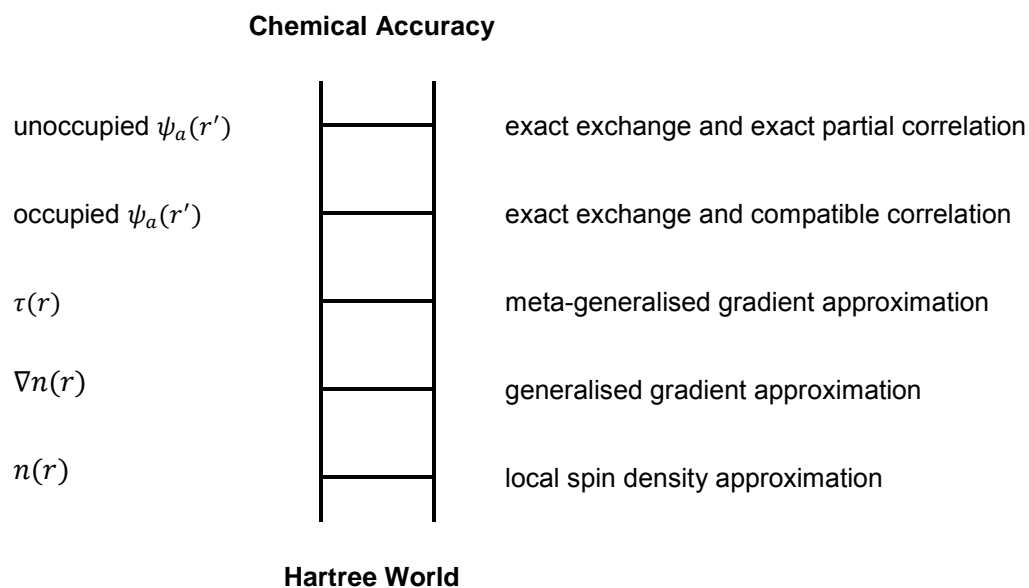 Chemical Accuracy
unoccupied ψₐ(r′) exact exchange and exact partial correlation
occupied ψₐ(r′) exact exchange and compatible correlation
τ(r) meta-generalised gradient approximation
∇n(r) generalised gradient approximation
n(r) local spin density approximation
Hartree World